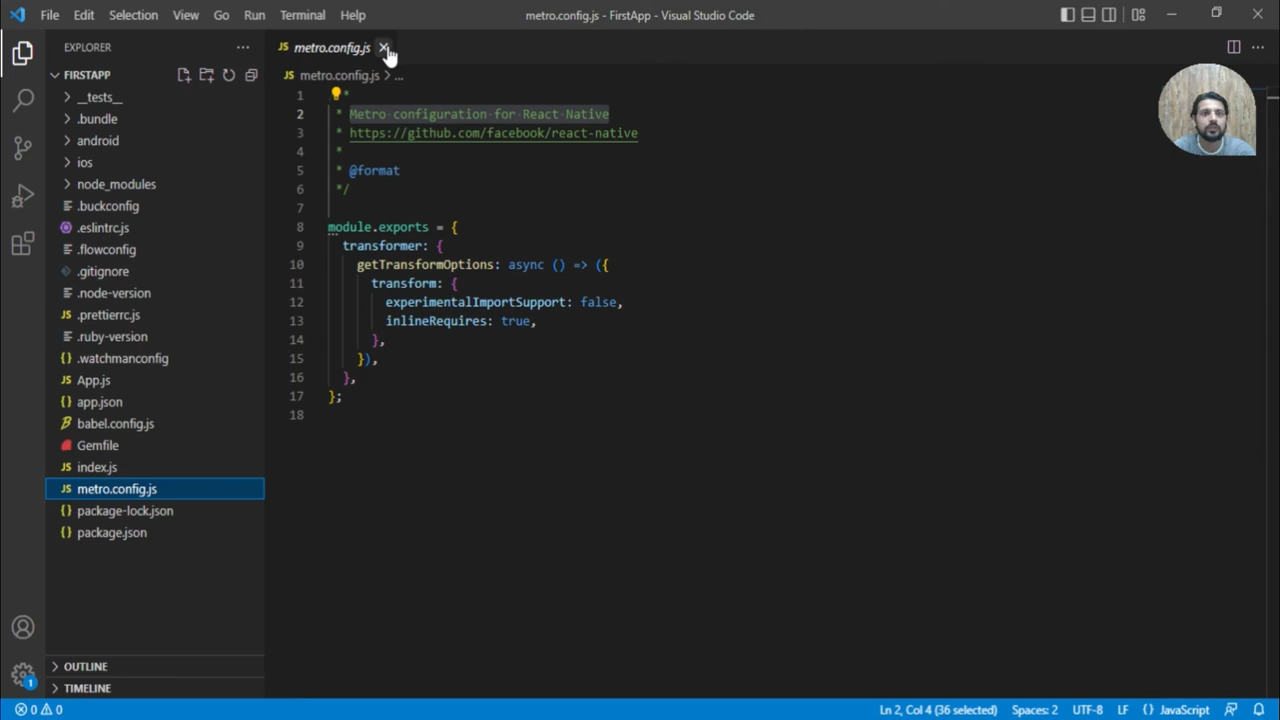 File Edit Selection View Go Run Terminal Help
metro.config.js - FirstApp - Visual Studio Code
EXPLORER
FIRSTAPP
__tests__
.bundle
android
ios
node_modules
.buckconfig
.eslintrc.js
.flowconfig
.gitignore
.node-version
.prettierrc.js
.ruby-version
.watchmanconfig
App.js
app.json
babel.config.js
Gemfile
index.js
metro.config.js
package-lock.json
package.json
OUTLINE
TIMELINE
JS metro.config.js
JS metro.config.js > ...
1 *
2 * Metro configuration for React Native
3 * https://github.com/facebook/react-native
4 *
5 * @format
6 */
7
8 module.exports = {
9 transformer: {
10 getTransformOptions: async () => ({
11 transform: {
12 experimentalImportSupport: false,
13 inlineRequires: true,
14 },
15 }),
16 },
17 };
18
1
0 0
Ln 2, Col 4 (36 selected) Spaces: 2 UTF-8 LF {} JavaScript